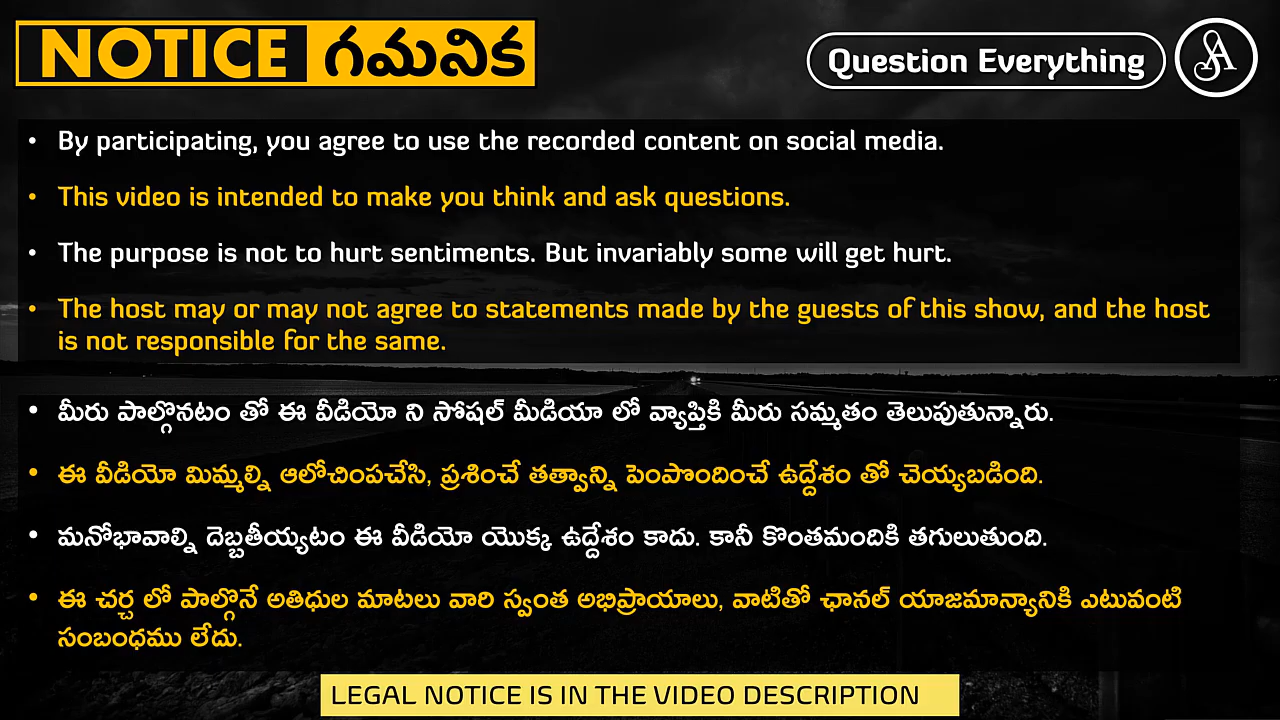 NOTICE గమనిక
Question Everything
• By participating, you agree to use the recorded content on social media.
• This video is intended to make you think and ask questions.
• The purpose is not to hurt sentiments. But invariably some will get hurt.
• The host may or may not agree to statements made by the guests of this show, and the host
is not responsible for the same.
• మీరు పాల్గొనటం తో ఈ వీడియో ని సోషల్ మీడియా లో వ్యాప్తికి మీరు సమ్మతం తెలుపుతున్నారు.
• ఈ వీడియో మిమ్మల్ని ఆలోచింపచేసి, ప్రశించే తత్వాన్ని పెంపొందించే ఉద్దేశం తో చెయ్యబడింది.
• మనోభావాల్ని దెబ్బతీయ్యటం ఈ వీడియో యొక్క ఉద్దేశం కాదు. కానీ కొంతమందికి తగులుతుంది.
• ఈ చర్చ లో పాల్గొనే అతిధుల మాటలు వారి స్వంత అభిప్రాయాలు, వాటితో ఛానల్ యాజమాన్యానికి ఎటువంటి
సంబంధము లేదు.
LEGAL NOTICE IS IN THE VIDEO DESCRIPTION